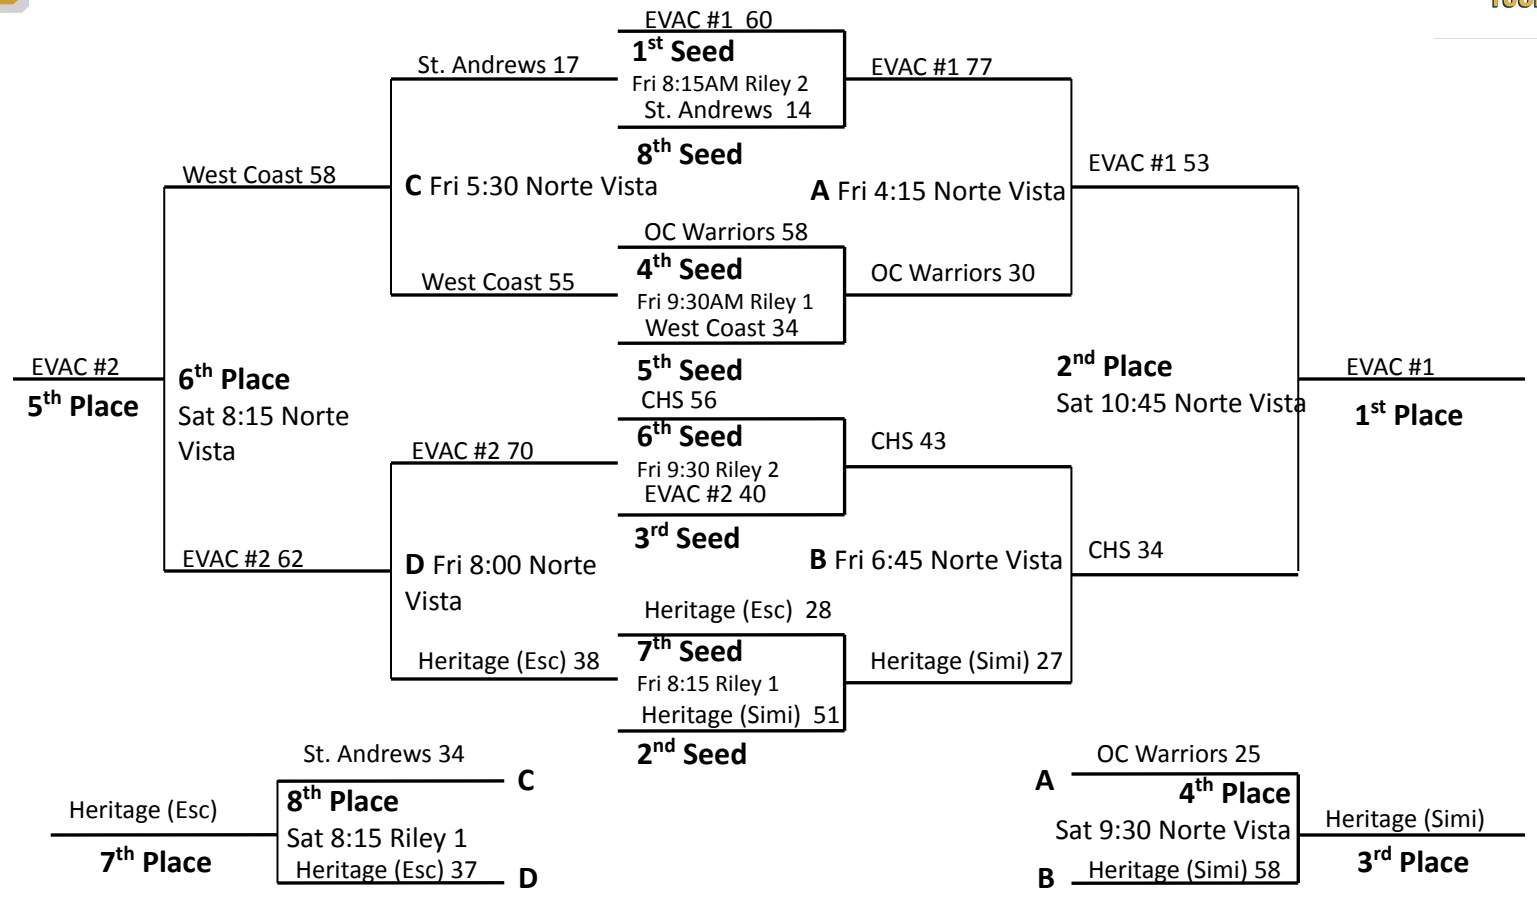 EVAC #1 60
1st Seed
Fri 8:15AM Riley 2
St. Andrews 14
8th Seed
St. Andrews 17
EVAC #1 77
West Coast 58
C Fri 5:30 Norte Vista
A Fri 4:15 Norte Vista
EVAC #1 53
OC Warriors 58
4th Seed
Fri 9:30AM Riley 1
West Coast 34
5th Seed
West Coast 55
OC Warriors 30
EVAC #2
5th Place
6th Place
Sat 8:15 Norte
Vista
2nd Place
Sat 10:45 Norte Vista
EVAC #1
1st Place
CHS 56
6th Seed
Fri 9:30 Riley 2
EVAC #2 40
3rd Seed
EVAC #2 70
CHS 43
EVAC #2 62
D Fri 8:00 Norte
Vista
B Fri 6:45 Norte Vista
CHS 34
Heritage (Esc) 28
7th Seed
Fri 8:15 Riley 1
Heritage (Simi) 51
2nd Seed
Heritage (Esc) 38
Heritage (Simi) 27
St. Andrews 34
C
8th Place
Sat 8:15 Riley 1
Heritage (Esc) 37
D
Heritage (Esc)
7th Place
OC Warriors 25
A
4th Place
Sat 9:30 Norte Vista
B
Heritage (Simi) 58
Heritage (Simi)
3rd Place